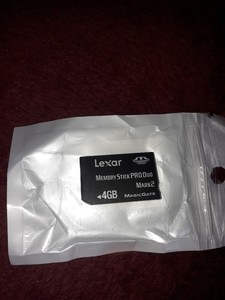 Lexar
MEMORY STICK PRO DUO
MARK2
4GB MAGICGATE